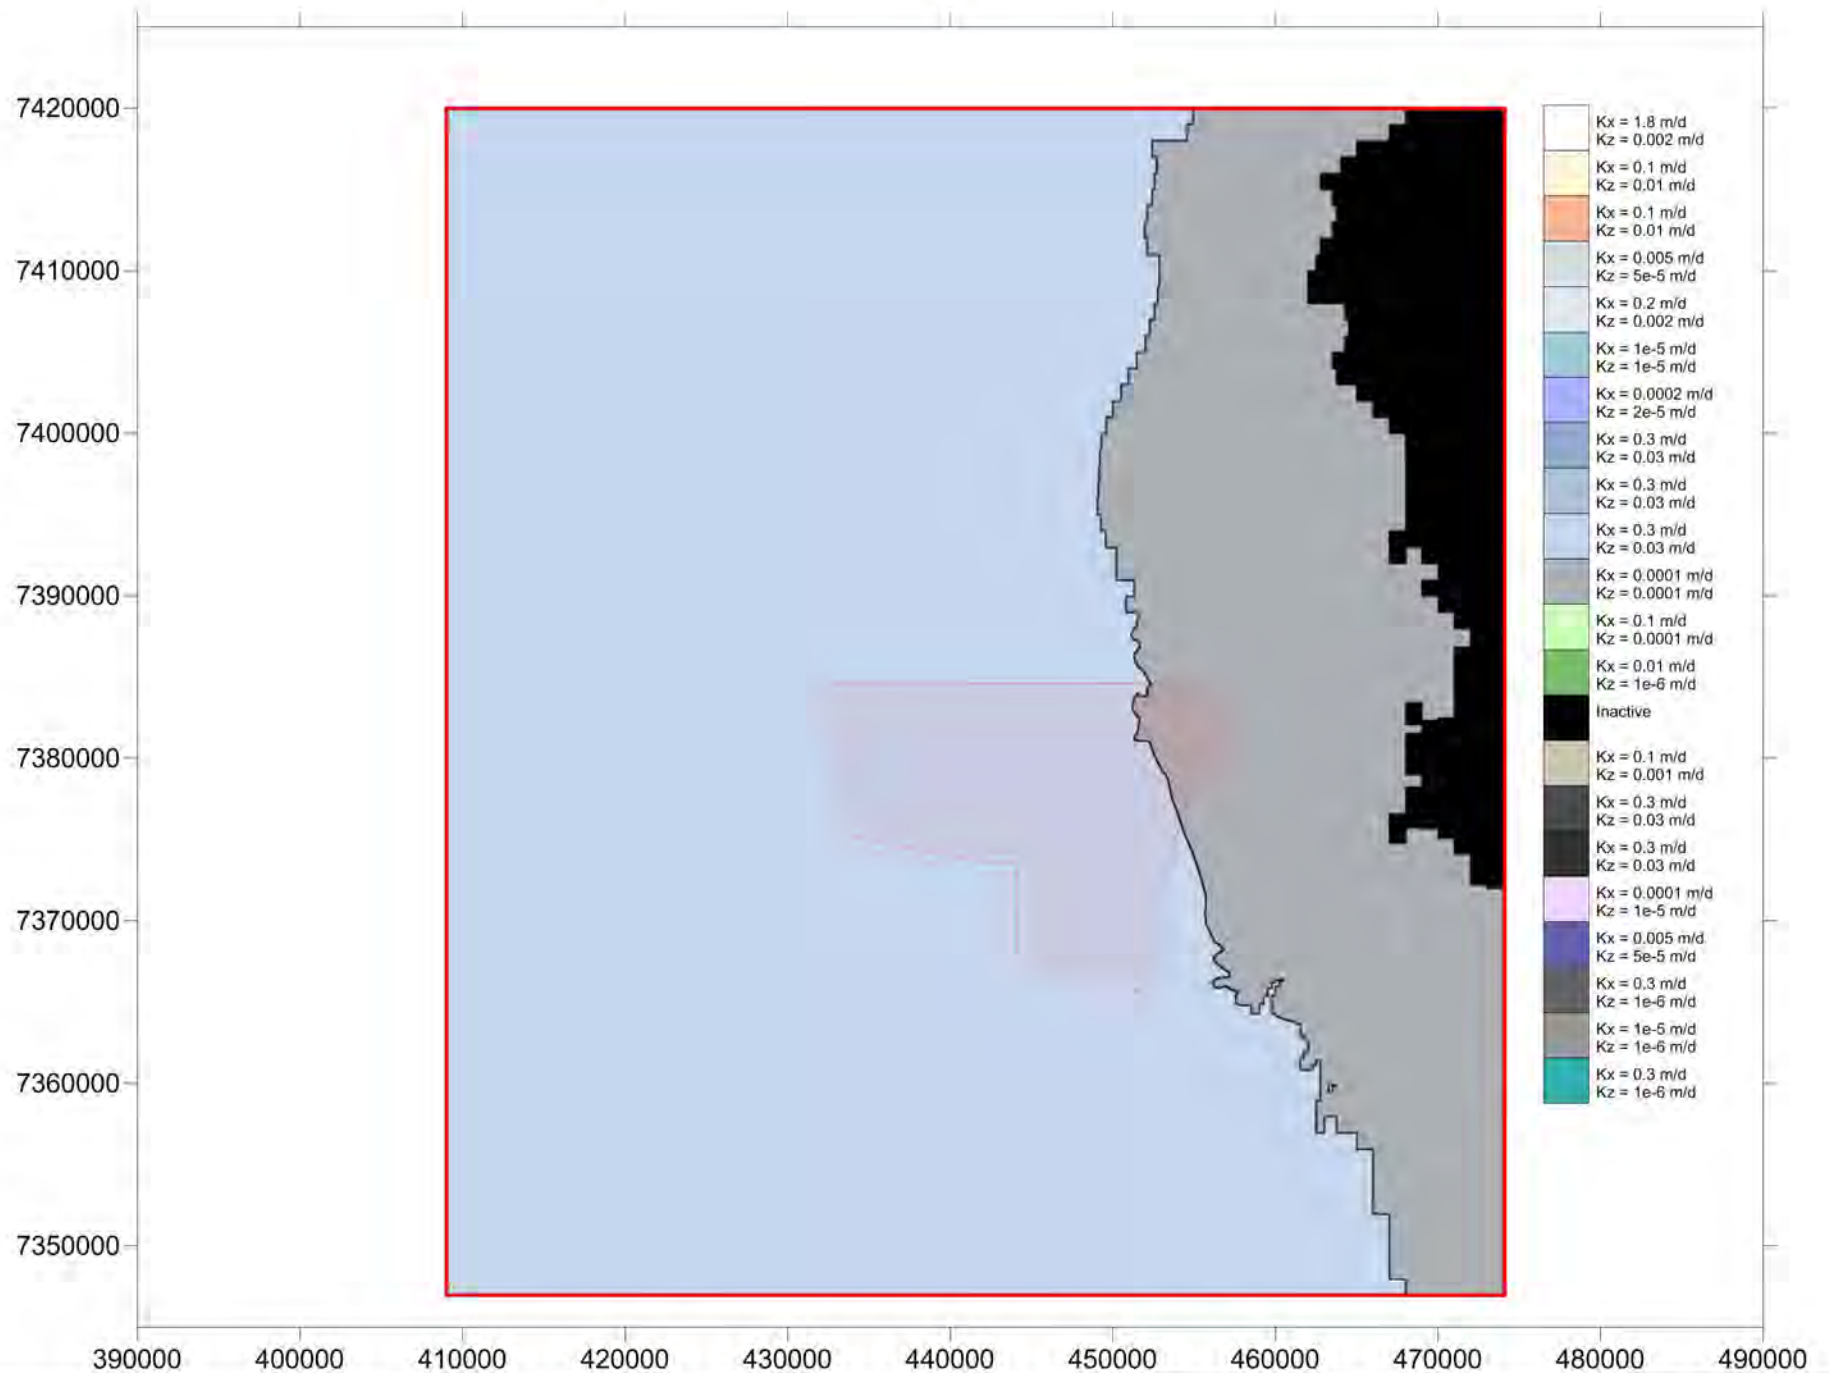 7420000
7410000
7400000
7390000
7380000
7370000
7360000
7350000
390000 400000 410000 420000 430000 440000 450000 460000 470000 480000 490000
Kx = 1.8 m/d
Kz = 0.002 m/d
Kx = 0.1 m/d
Kz = 0.01 m/d
Kx = 0.1 m/d
Kz = 0.01 m/d
Kx = 0.005 m/d
Kz = 5e-5 m/d
Kx = 0.2 m/d
Kz = 0.002 m/d
Kx = 1e-5 m/d
Kz = 1e-5 m/d
Kx = 0.0002 m/d
Kz = 2e-5 m/d
Kx = 0.3 m/d
Kz = 0.03 m/d
Kx = 0.3 m/d
Kz = 0.03 m/d
Kx = 0.3 m/d
Kz = 0.03 m/d
Kx = 0.0001 m/d
Kz = 0.0001 m/d
Kx = 0.1 m/d
Kz = 0.0001 m/d
Kx = 0.01 m/d
Kz = 1e-6 m/d
Inactive
Kx = 0.1 m/d
Kz = 0.001 m/d
Kx = 0.3 m/d
Kz = 0.03 m/d
Kx = 0.3 m/d
Kz = 0.03 m/d
Kx = 0.0001 m/d
Kz = 1e-5 m/d
Kx = 0.005 m/d
Kz = 5e-5 m/d
Kx = 0.3 m/d
Kz = 1e-6 m/d
Kx = 1e-5 m/d
Kz = 1e-6 m/d
Kx = 0.3 m/d
Kz = 1e-6 m/d